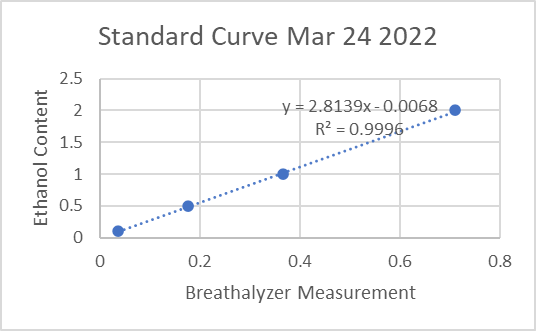 Standard Curve Mar 24 2022
2.5
2
1.5
1
0.5
0
Ethanol Content
y = 2.8139x - 0.0068
R² = 0.9996
0 0.2 0.4 0.6 0.8
Breathalyzer Measurement